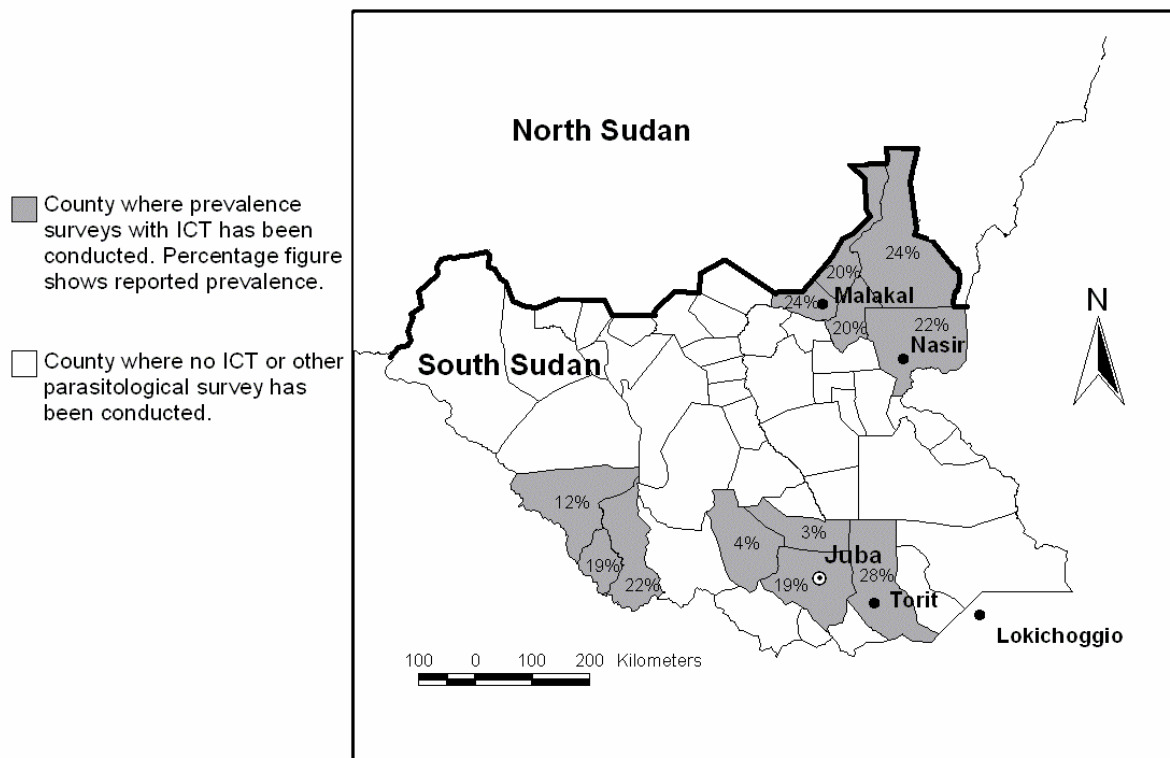 County where prevalence
surveys with ICT has been
conducted. Percentage figure
shows reported prevalence.
County where no ICT or other
parasitological survey has
been conducted.
North Sudan
24%
20%
24%
Malakal
20%
22%
Nasir
N
South Sudan
12%
19%
22%
4%
3%
Juba
19%
28%
Torit
Lokichoggio
100 0 100 200 Kilometers